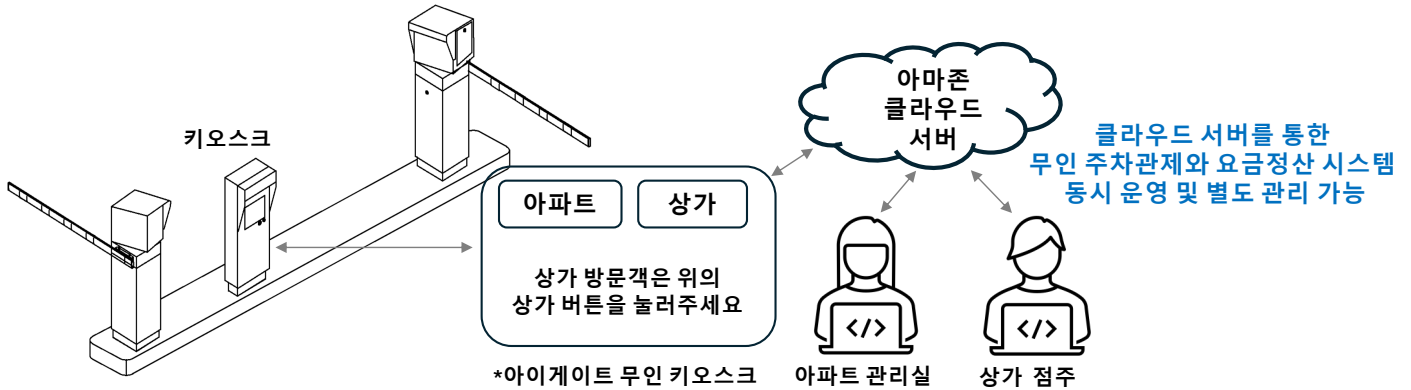 키오스크
아파트
상가
상가 방문객은 위의
상가 버튼을 눌러주세요
*아이게이트 무인 키오스크
아마존
클라우드
서버
클라우드 서버를 통한
무인 주차관제와 요금정산 시스템
동시 운영 및 별도 관리 가능
</>
</>
아파트 관리실
상가 점주